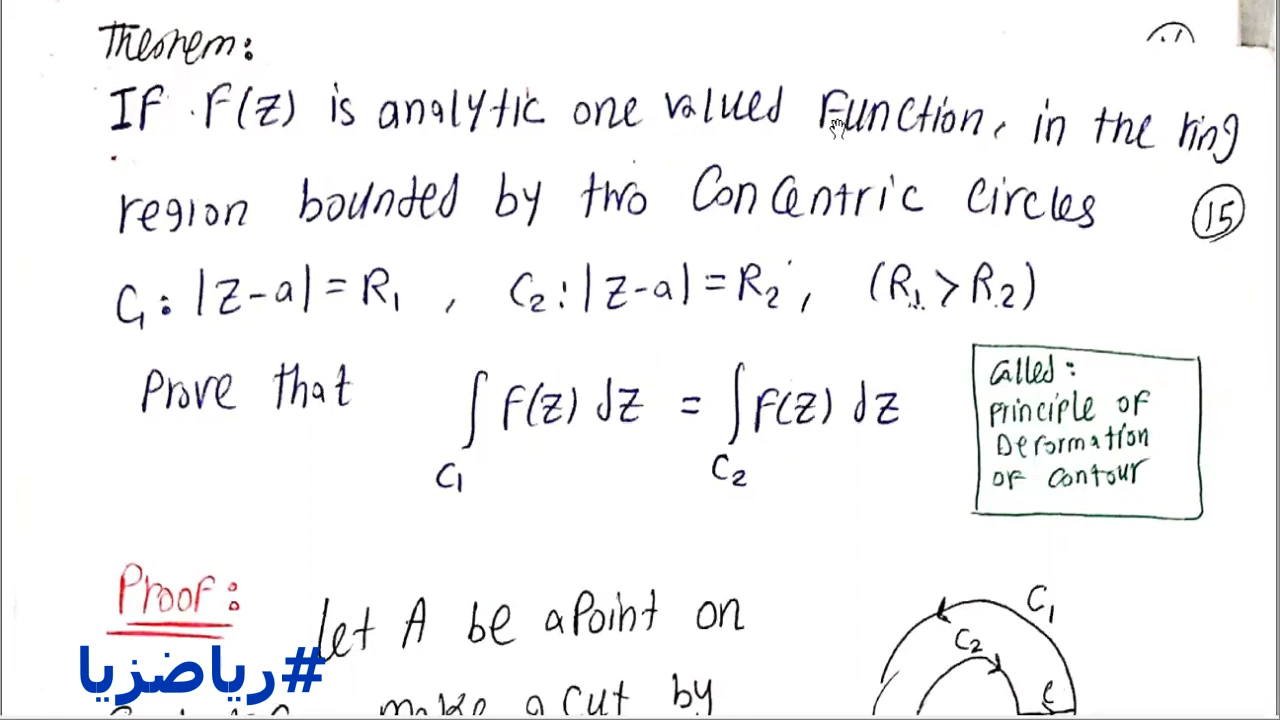 Theorem:
If F(z) is analytic one valued Function, in the ring
region bounded by two Concentric Circles
C₁: |z-a| = R₁ , C₂: |z-a| = R₂ , (R₁ > R₂)
15
Prove that ∫ F(z) dz = ∫ F(z) dz
C₁ C₂
called:
principle of
Deformation
of contour
Proof:
let A be a Point on
C₁
C₂
#رياضزيا
make a cut by